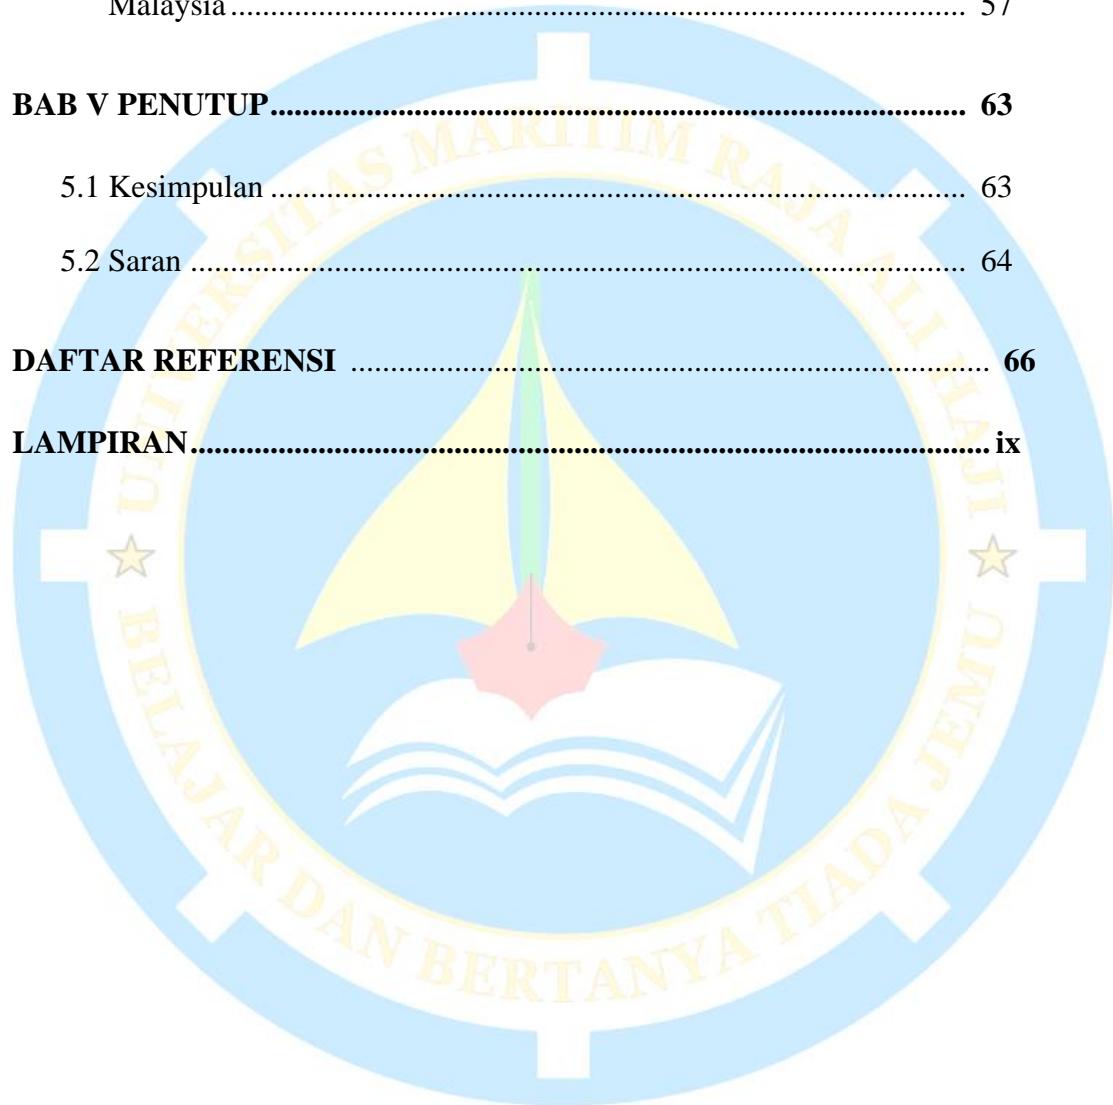 Malaysia ............................................................................................ 57
BAB V PENUTUP........................................................................................ 63
5.1 Kesimpulan ....................................................................................... 63
5.2 Saran ................................................................................................. 64
DAFTAR REFERENSI ................................................................................ 66
LAMPIRAN.................................................................................................... ix
UNIVERSITAS MARITIM RAJA ALI HAJI
BELAJAR DAN BERTANYA TIADA JEMU